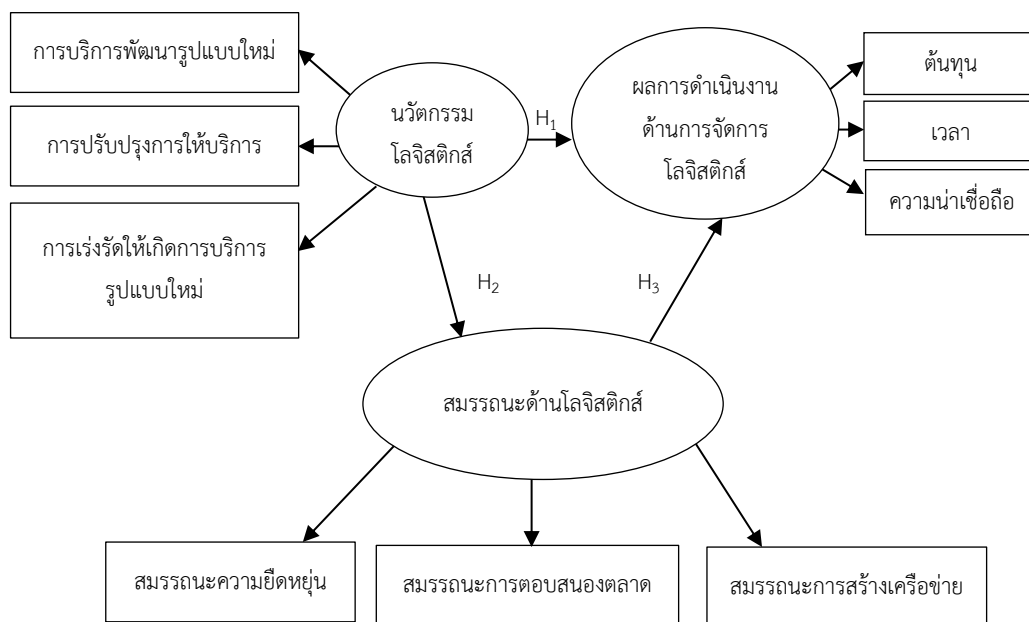 การบริการพัฒนารูปแบบใหม่
การปรับปรุงการให้บริการ
การเร่งรัดให้เกิดการบริการ
รูปแบบใหม่
นวัตกรรม
โลจิสติกส์
H₁
ผลการดำเนินงาน
ด้านการจัดการ
โลจิสติกส์
ต้นทุน
เวลา
ความน่าเชื่อถือ
H₂
H₃
สมรรถนะด้านโลจิสติกส์
สมรรถนะความยืดหยุ่น
สมรรถนะการตอบสนองตลาด
สมรรถนะการสร้างเครือข่าย